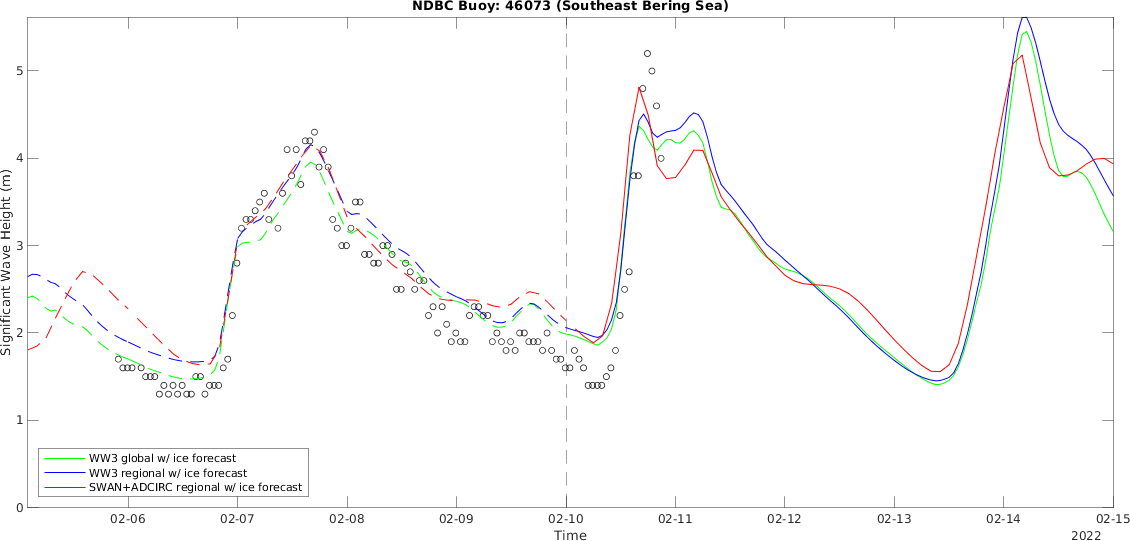 NDBC Buoy: 46073 (Southeast Bering Sea)
Significant Wave Height (m)
5
4
3
2
1
0
WW3 global w/ ice forecast
WW3 regional w/ ice forecast
SWAN+ADCIRC regional w/ ice forecast
02-06 02-07 02-08 02-09 02-10 02-11 02-12 02-13 02-14 02-15
Time
2022